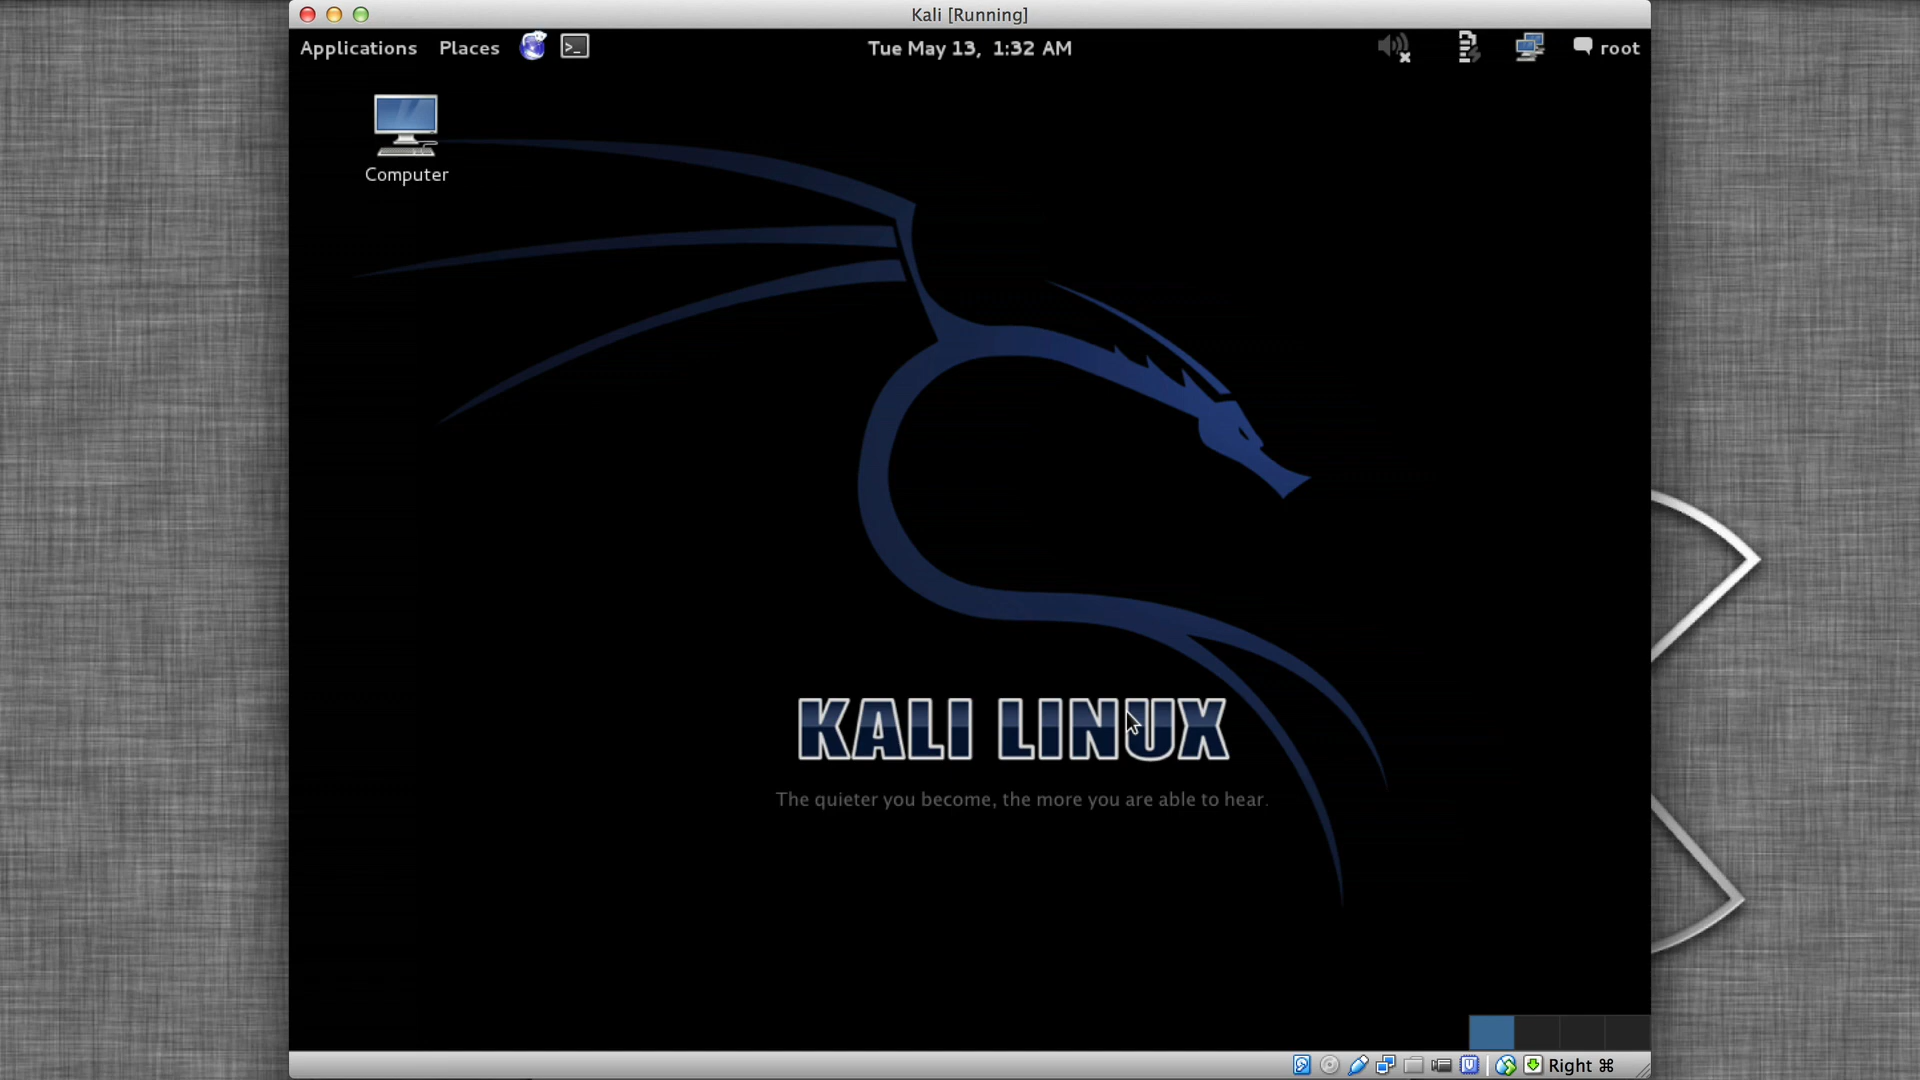 Kali [Running]
Applications Places Tue May 13, 1:32 AM root
Computer
KALI LINUX
The quieter you become, the more you are able to hear.
Right ⌘